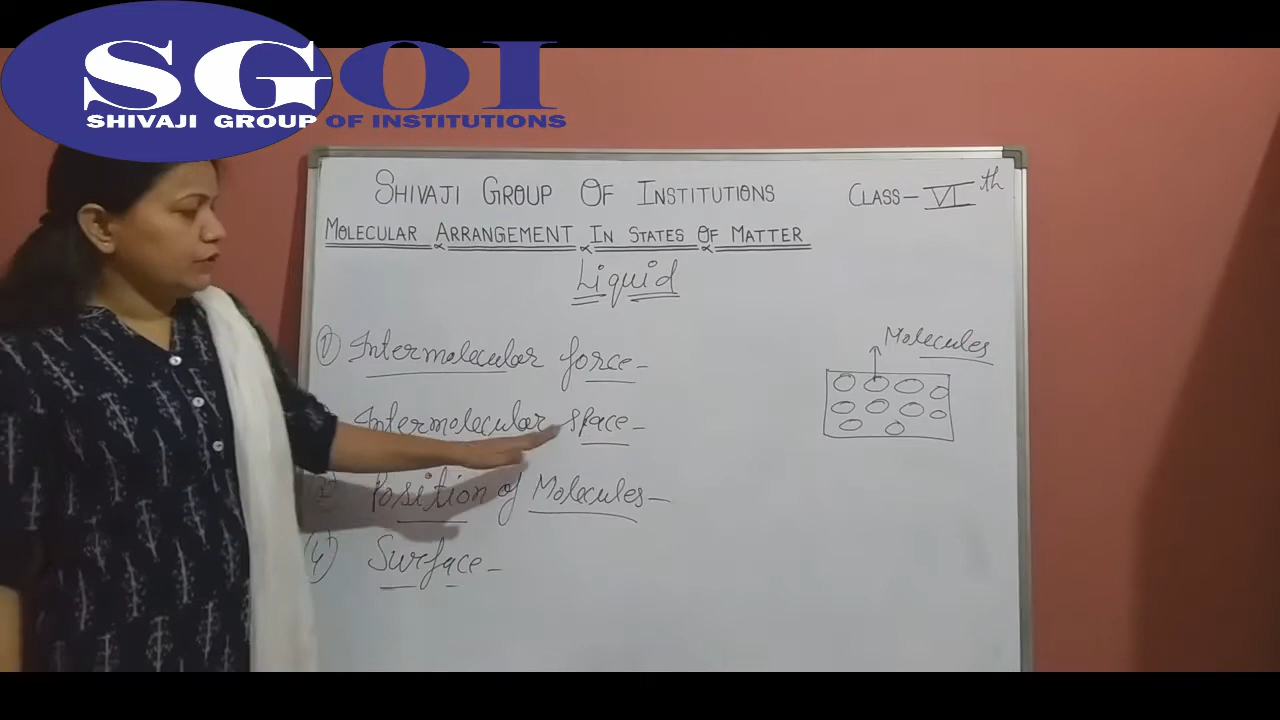 SGOI
SHIVAJI GROUP OF INSTITUTIONS
SHIVAJI GROUP OF INSTITUTIONS
CLASS - VI th
MOLECULAR ARRANGEMENT IN STATES OF MATTER
Liquid
1) Intermolecular force -
Intermolecular space -
Position of Molecules -
(4) Surface -
Molecules